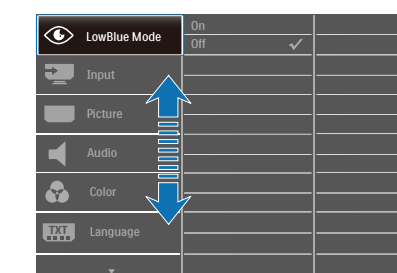 LowBlue Mode
On
Off
Input
Picture
Audio
Color
TXT
Language